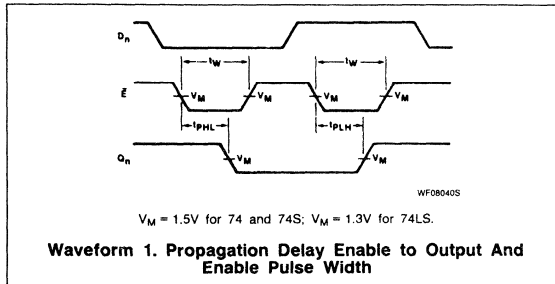 Dn
tW tW
Ē VM VM VM VM
tPHL tPLH
Qn VM VM
WF08040S
VM = 1.5V for 74 and 74S; VM = 1.3V for 74LS.
Waveform 1. Propagation Delay Enable to Output And
Enable Pulse Width